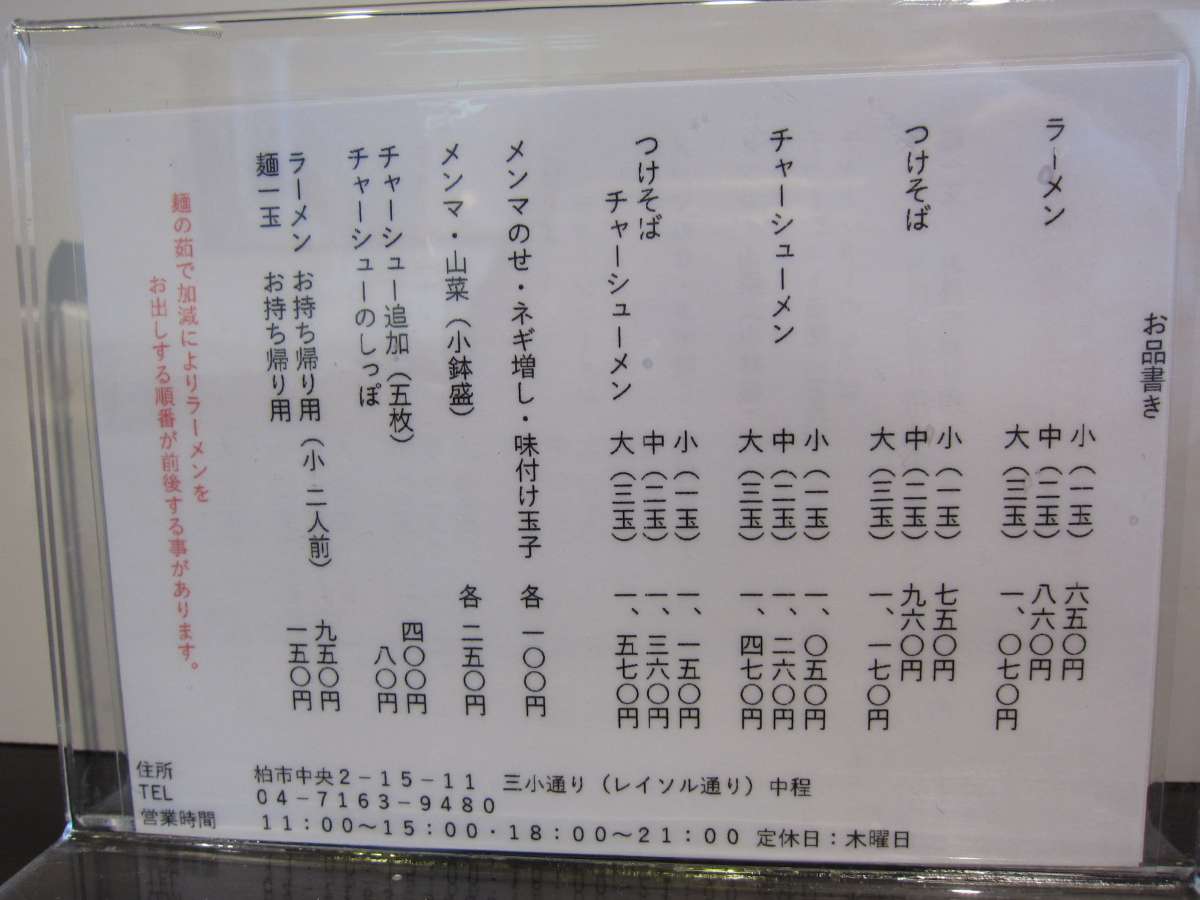 お品書き
ラーメン
小（一玉） 六五〇円
中（二玉） 八六〇円
大（三玉） 一、〇七〇円
つけそば
小（一玉） 七五〇円
中（二玉） 九六〇円
大（三玉） 一、一七〇円
チャーシューメン
小（一玉） 一、〇五〇円
中（二玉） 一、二六〇円
大（三玉） 一、四七〇円
つけそば
チャーシューメン
小（一玉） 一、一五〇円
中（二玉） 一、三六〇円
大（三玉） 一、五七〇円
メンマのせ・ネギ増し・味付け玉子 各 一〇〇円
メンマ・山菜（小鉢盛） 各 二五〇円
チャーシュー追加（五枚） 四〇〇円
チャーシューのしっぽ 八〇円
ラーメン お持ち帰り用（小 二人前） 九五〇円
麺一玉 お持ち帰り用 一五〇円
麺の茹で加減によりラーメンを
お出しする順番が前後する事があります。
住所 柏市中央2-15-11 三小通り（レイソル通り）中程
TEL 04-7163-9480
営業時間 11:00～15:00・18:00～21:00 定休日：木曜日